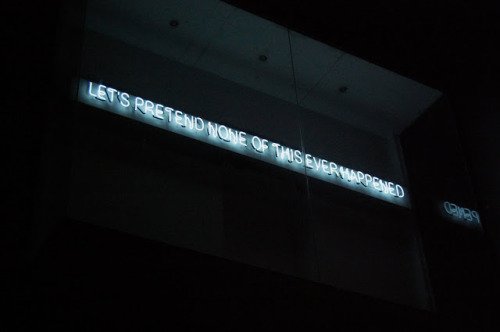 LET'S PRETEND NONE OF THIS EVER HAPPENED